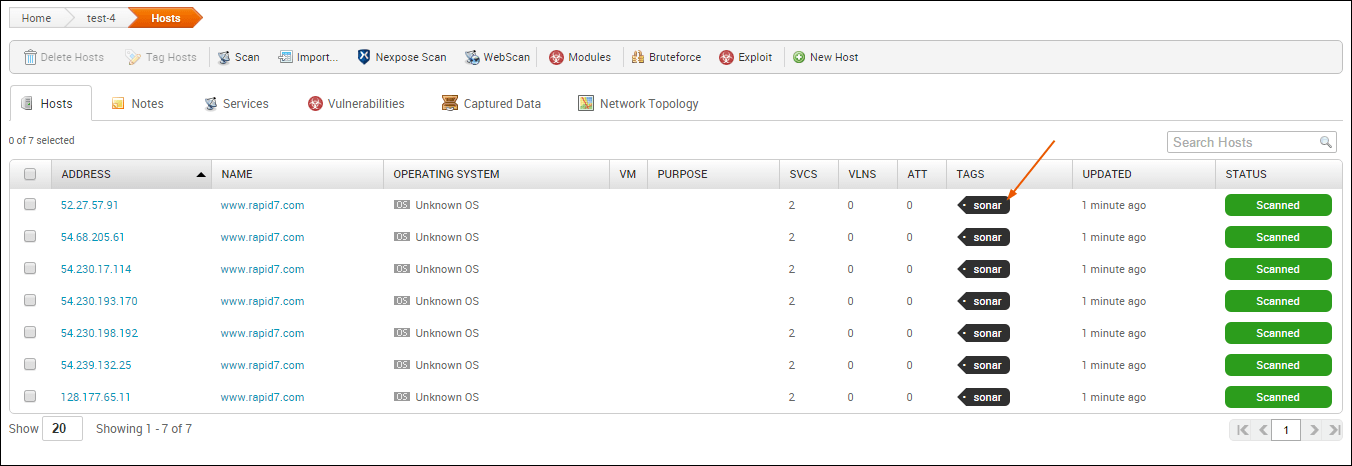 Home test-4 Hosts
Delete Hosts Tag Hosts Scan Import... Nexpose Scan WebScan Modules Bruteforce Exploit New Host
Hosts Notes Services Vulnerabilities Captured Data Network Topology
0 of 7 selected Search Hosts
ADDRESS NAME OPERATING SYSTEM VM PURPOSE SVCS VLNS ATT TAGS UPDATED STATUS
52.27.57.91 www.rapid7.com OS Unknown OS 2 0 0 sonar 1 minute ago Scanned
54.68.205.61 www.rapid7.com OS Unknown OS 2 0 0 sonar 1 minute ago Scanned
54.230.17.114 www.rapid7.com OS Unknown OS 2 0 0 sonar 1 minute ago Scanned
54.230.193.170 www.rapid7.com OS Unknown OS 2 0 0 sonar 1 minute ago Scanned
54.230.198.192 www.rapid7.com OS Unknown OS 2 0 0 sonar 1 minute ago Scanned
54.239.132.25 www.rapid7.com OS Unknown OS 2 0 0 sonar 1 minute ago Scanned
128.177.65.11 www.rapid7.com OS Unknown OS 2 0 0 sonar 1 minute ago Scanned
Show 20 Showing 1 - 7 of 7 1